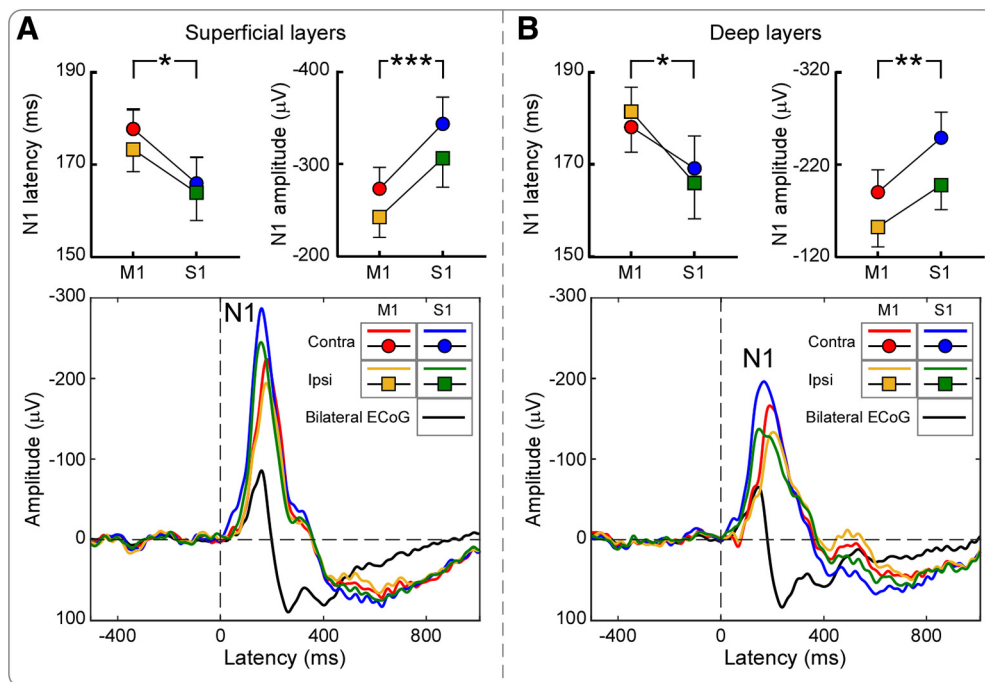 A
Superficial layers
N1 latency (ms)
190
170
150
*
M1 S1
N1 amplitude (μV)
-400
-300
-200
***
M1 S1
Amplitude (μV)
-300
-200
-100
0
100
N1
M1 S1
Contra
Ipsi
Bilateral ECoG
-400 0 400 800
Latency (ms)
B
Deep layers
N1 latency (ms)
190
170
150
*
M1 S1
N1 amplitude (μV)
-320
-220
-120
**
M1 S1
Amplitude (μV)
-300
-200
-100
0
100
N1
M1 S1
Contra
Ipsi
Bilateral ECoG
-400 0 400 800
Latency (ms)